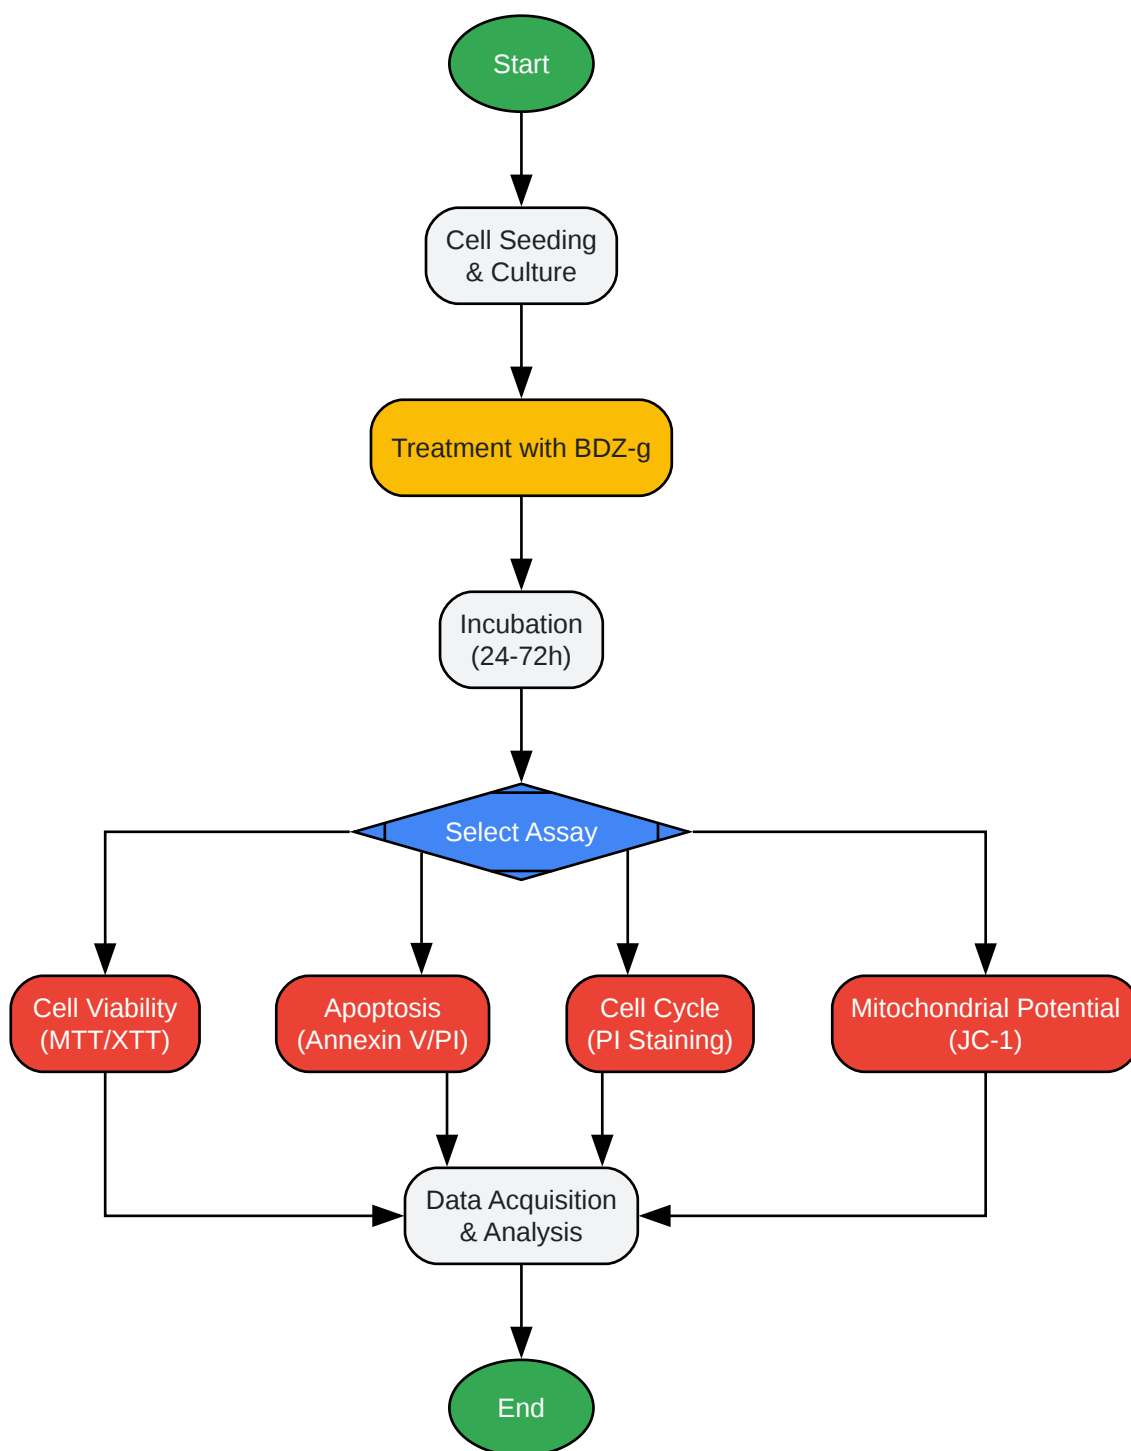 Start
Cell Seeding
& Culture
Treatment with BDZ-g
Incubation
(24-72h)
Select Assay
Cell Viability
(MTT/XTT)
Apoptosis
(Annexin V/PI)
Cell Cycle
(PI Staining)
Mitochondrial Potential
(JC-1)
Data Acquisition
& Analysis
End